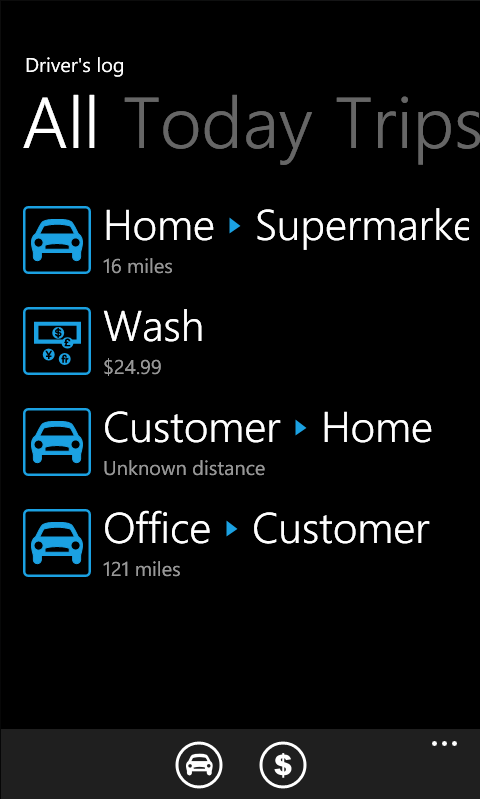 Driver's log
All Today Trips
Home Supermarke
16 miles
Wash
$24.99
Customer Home
Unknown distance
Office Customer
121 miles